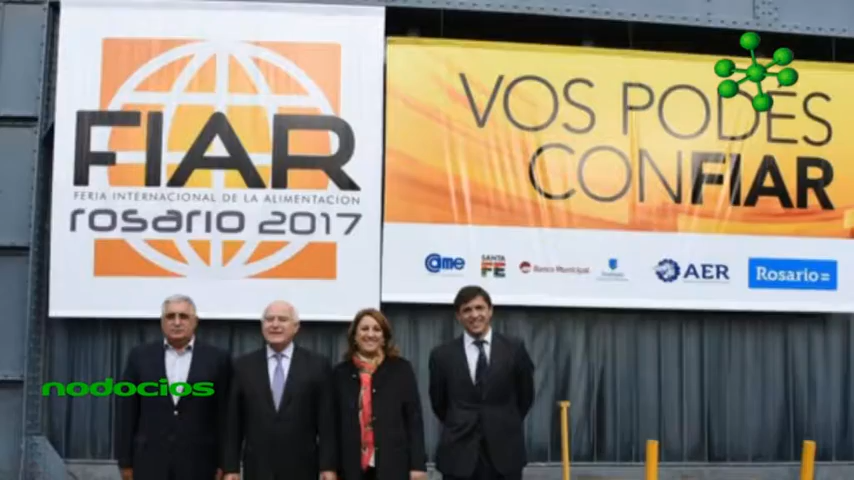 FIAR
FERIA INTERNACIONAL DE LA ALIMENTACION
rosario 2017
VOS PODES
CONFIAR
came
SANTA
FE
Banco Municipal
AER
Rosario
nodocios